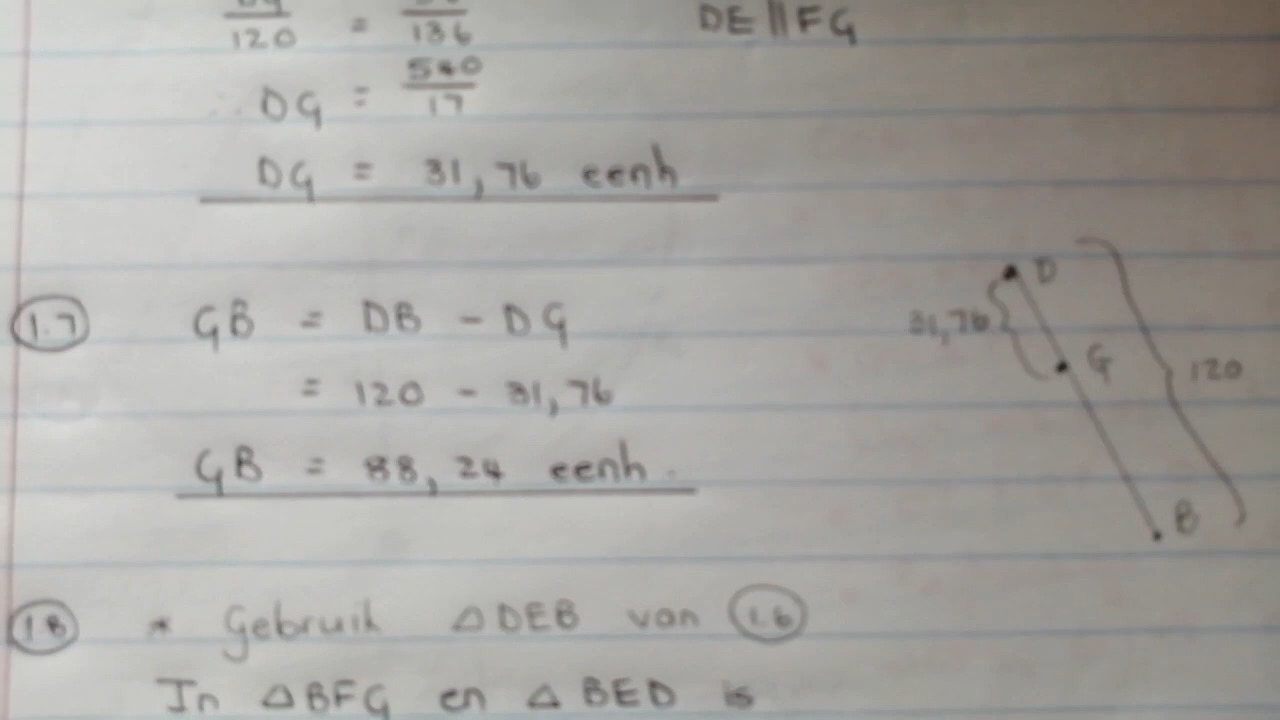 120 = 136 DE || FG
DG = 540/17
DG = 31,76 eenh
1.7 GB = DB - DG
= 120 - 31,76
GB = 88,24 eenh.
D
31,76
G
120
B
1.8 * Gebruik △DEB van 1.6
In △BFG en △BED is